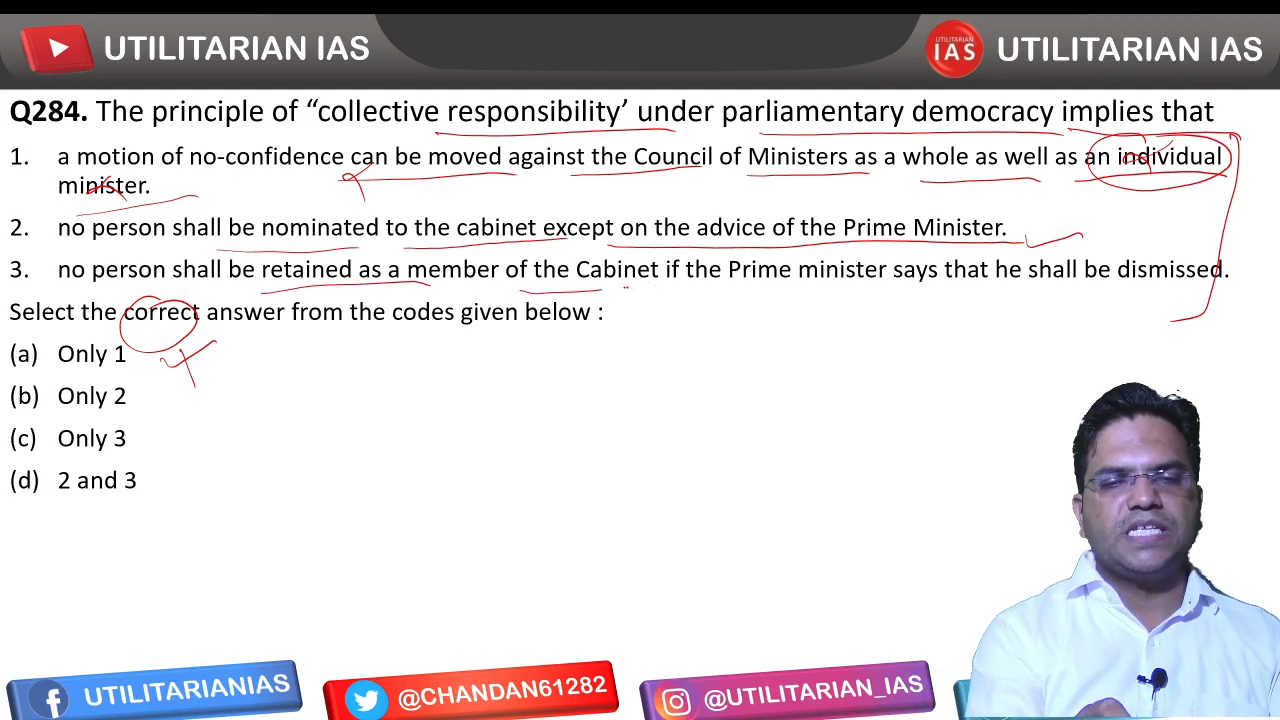 UTILITARIAN IAS
UTILITARIAN
IAS
UTILITARIAN IAS
Q284. The principle of “collective responsibility’ under parliamentary democracy implies that
1. a motion of no-confidence can be moved against the Council of Ministers as a whole as well as an individual
minister.
2. no person shall be nominated to the cabinet except on the advice of the Prime Minister.
3. no person shall be retained as a member of the Cabinet if the Prime minister says that he shall be dismissed.
Select the correct answer from the codes given below :
(a) Only 1
(b) Only 2
(c) Only 3
(d) 2 and 3
UTILITARIANIAS
@CHANDAN61282
@UTILITARIAN_IAS